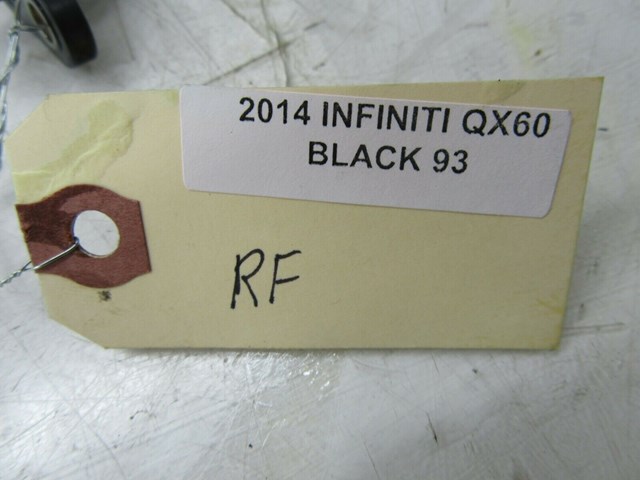 2014 INFINITI QX60
BLACK 93
RF